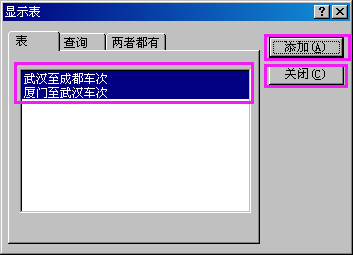 显示表
表 查询 两者都有
添加(A)
武汉至成都车次
厦门至武汉车次
关闭(C)